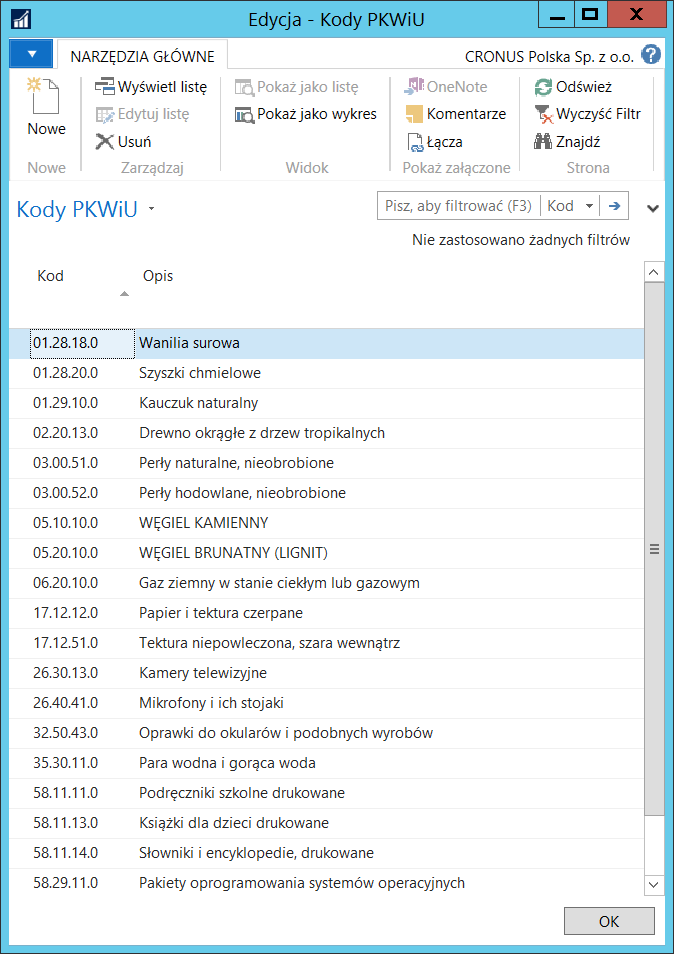 Edycja - Kody PKWiU
NARZĘDZIA GŁÓWNE
CRONUS Polska Sp. z o.o. ?
Nowe
Nowe
Wyświetl listę
Edytuj listę
Usuń
Zarządzaj
Pokaż jako listę
Pokaż jako wykres
Widok
OneNote
Komentarze
Łącza
Pokaż załączone
Odśwież
Wyczyść Filtr
Znajdź
Strona
Kody PKWiU
Pisz, aby filtrować (F3) Kod
Nie zastosowano żadnych filtrów
Kod Opis
01.28.18.0 Wanilia surowa
01.28.20.0 Szyszki chmielowe
01.29.10.0 Kauczuk naturalny
02.20.13.0 Drewno okrągłe z drzew tropikalnych
03.00.51.0 Perły naturalne, nieobrobione
03.00.52.0 Perły hodowlane, nieobrobione
05.10.10.0 WĘGIEL KAMIENNY
05.20.10.0 WĘGIEL BRUNATNY (LIGNIT)
06.20.10.0 Gaz ziemny w stanie ciekłym lub gazowym
17.12.12.0 Papier i tektura czerpane
17.12.51.0 Tektura niepowleczona, szara wewnątrz
26.30.13.0 Kamery telewizyjne
26.40.41.0 Mikrofony i ich stojaki
32.50.43.0 Oprawki do okularów i podobnych wyrobów
35.30.11.0 Para wodna i gorąca woda
58.11.11.0 Podręczniki szkolne drukowane
58.11.13.0 Książki dla dzieci drukowane
58.11.14.0 Słowniki i encyklopedie, drukowane
58.29.11.0 Pakiety oprogramowania systemów operacyjnych
OK